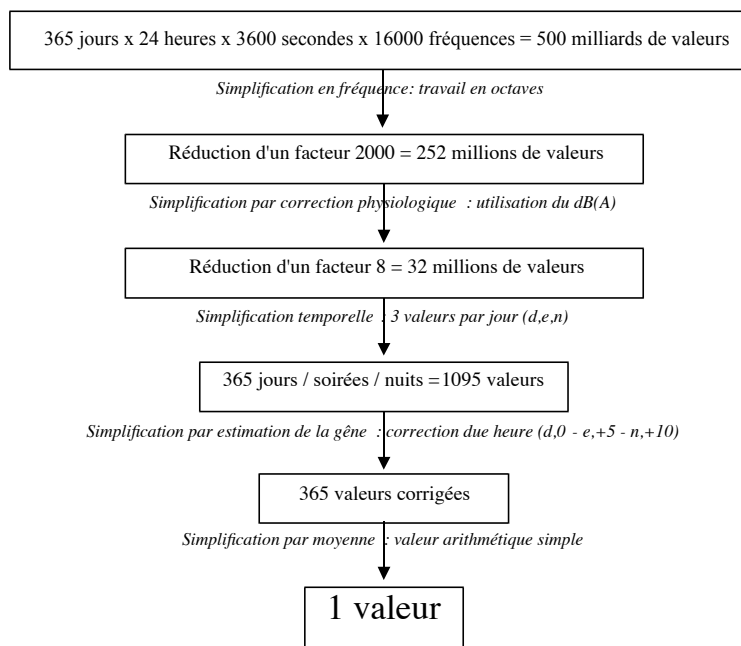 365 jours x 24 heures x 3600 secondes x 16000 fréquences = 500 milliards de valeurs
Simplification en fréquence: travail en octaves
Réduction d'un facteur 2000 = 252 millions de valeurs
Simplification par correction physiologique : utilisation du dB(A)
Réduction d'un facteur 8 = 32 millions de valeurs
Simplification temporelle : 3 valeurs par jour (d,e,n)
365 jours / soirées / nuits =1095 valeurs
Simplification par estimation de la gêne : correction due heure (d,0 - e,+5 - n,+10)
365 valeurs corrigées
Simplification par moyenne : valeur arithmétique simple
1 valeur